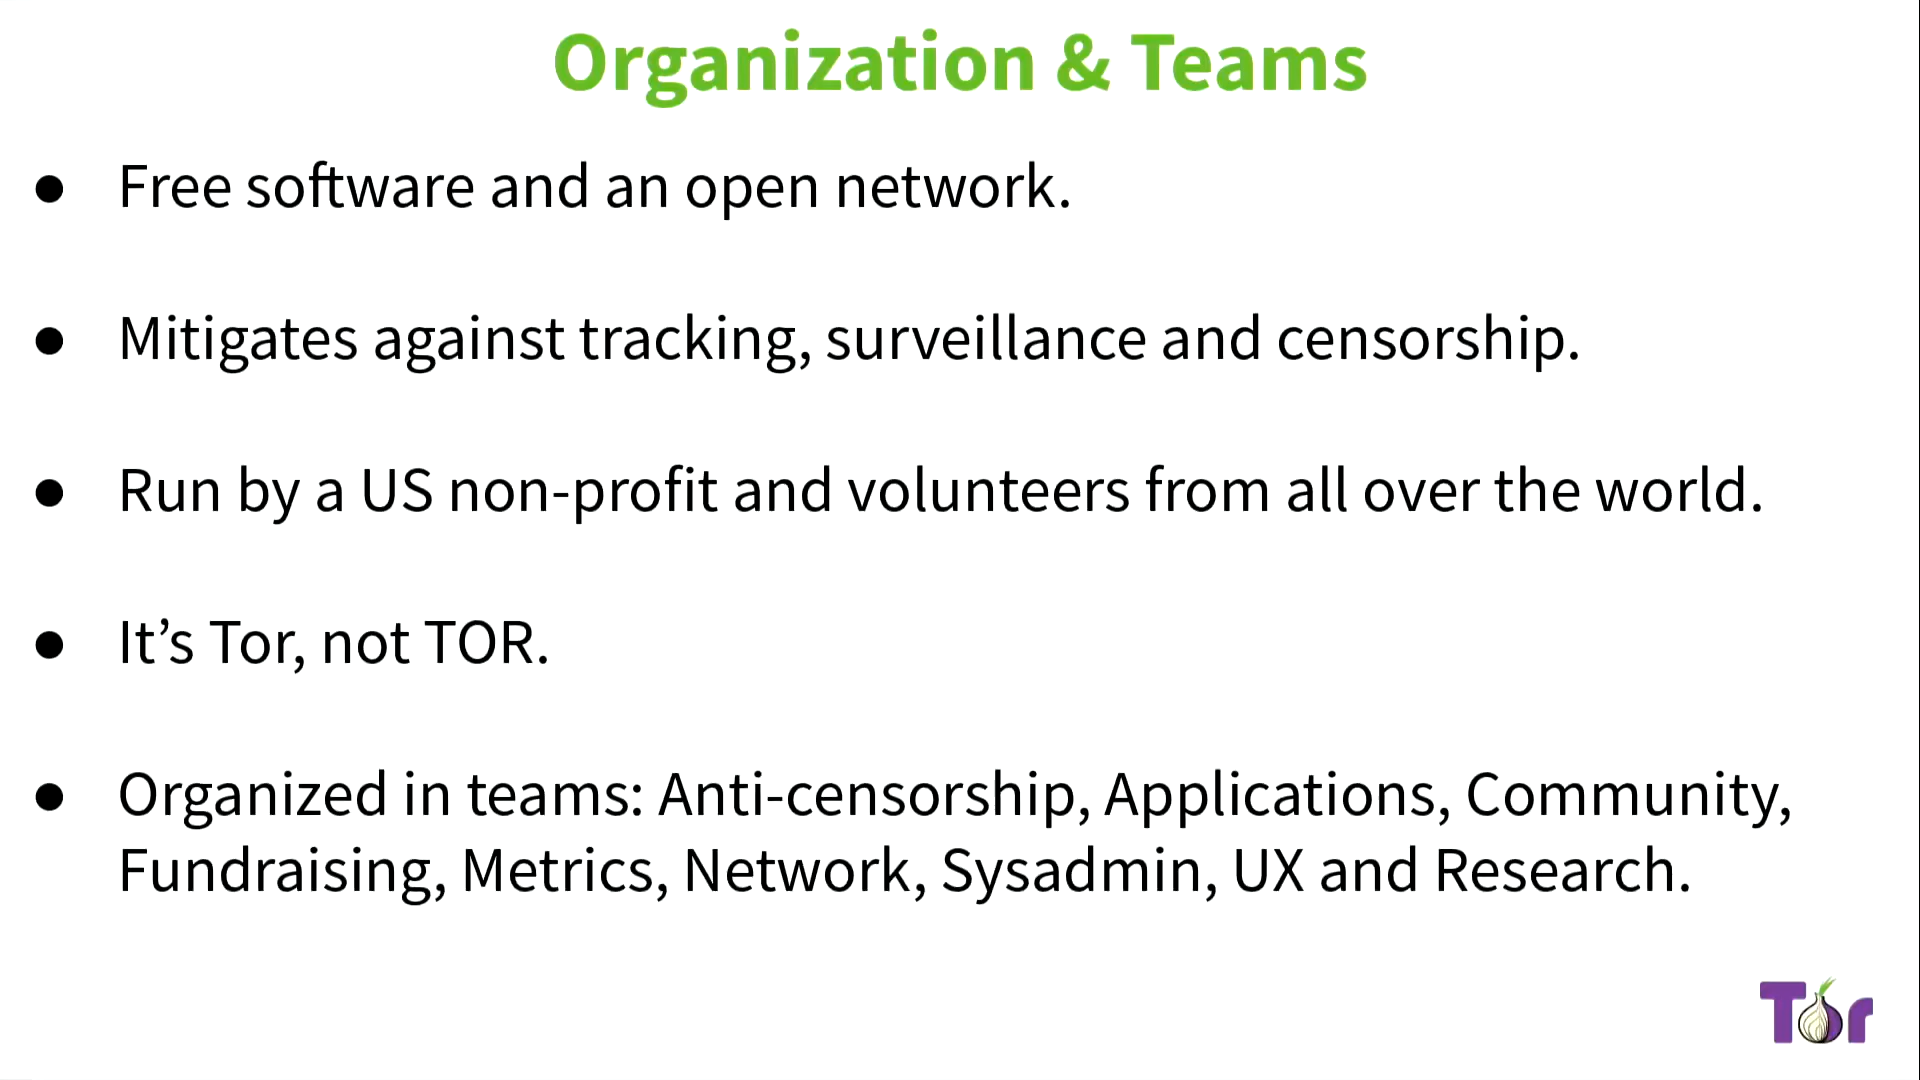 Organization & Teams
● Free software and an open network.
● Mitigates against tracking, surveillance and censorship.
● Run by a US non-profit and volunteers from all over the world.
● It’s Tor, not TOR.
● Organized in teams: Anti-censorship, Applications, Community,
Fundraising, Metrics, Network, Sysadmin, UX and Research.
Tor